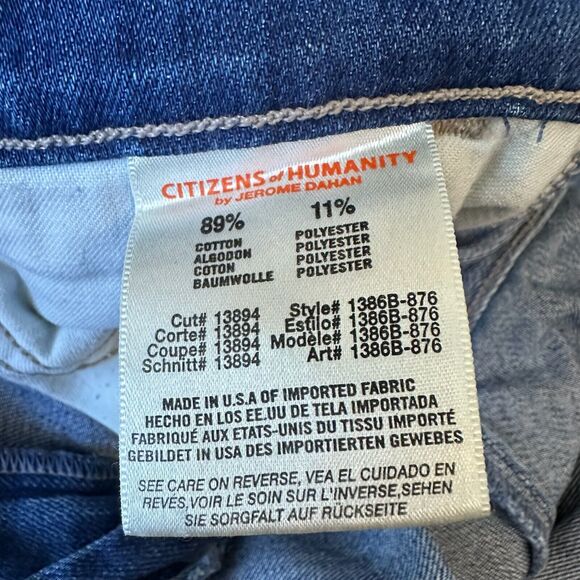 CITIZENS of HUMANITY
by JEROME DAHAN
89% 11%
COTTON POLYESTER
ALGODON POLYESTER
COTON POLYESTER
BAUMWOLLE POLYESTER
Cut# 13894 Style# 1386B-876
Corte# 13894 Estilo# 1386B-876
Coupe# 13894 Modèle# 1386B-876
Schnitt# 13894 Art# 1386B-876
MADE IN U.S.A OF IMPORTED FABRIC
HECHO EN LOS EE.UU DE TELA IMPORTADA
FABRIQUÉ AUX ETATS-UNIS DU TISSU IMPORTÉ
GEBILDET IN USA DES IMPORTIERTEN GEWEBES
SEE CARE ON REVERSE, VEA EL CUIDADO EN
REVÉS,VOIR LE SOIN SUR L'INVERSE,SEHEN
SIE SORGFALT AUF RÜCKSEITE